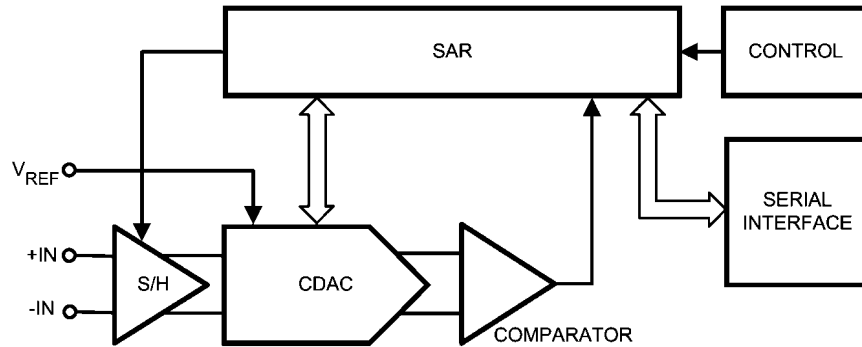 SAR
CONTROL
VREF
SERIAL
INTERFACE
+IN
S/H
CDAC
-IN
COMPARATOR